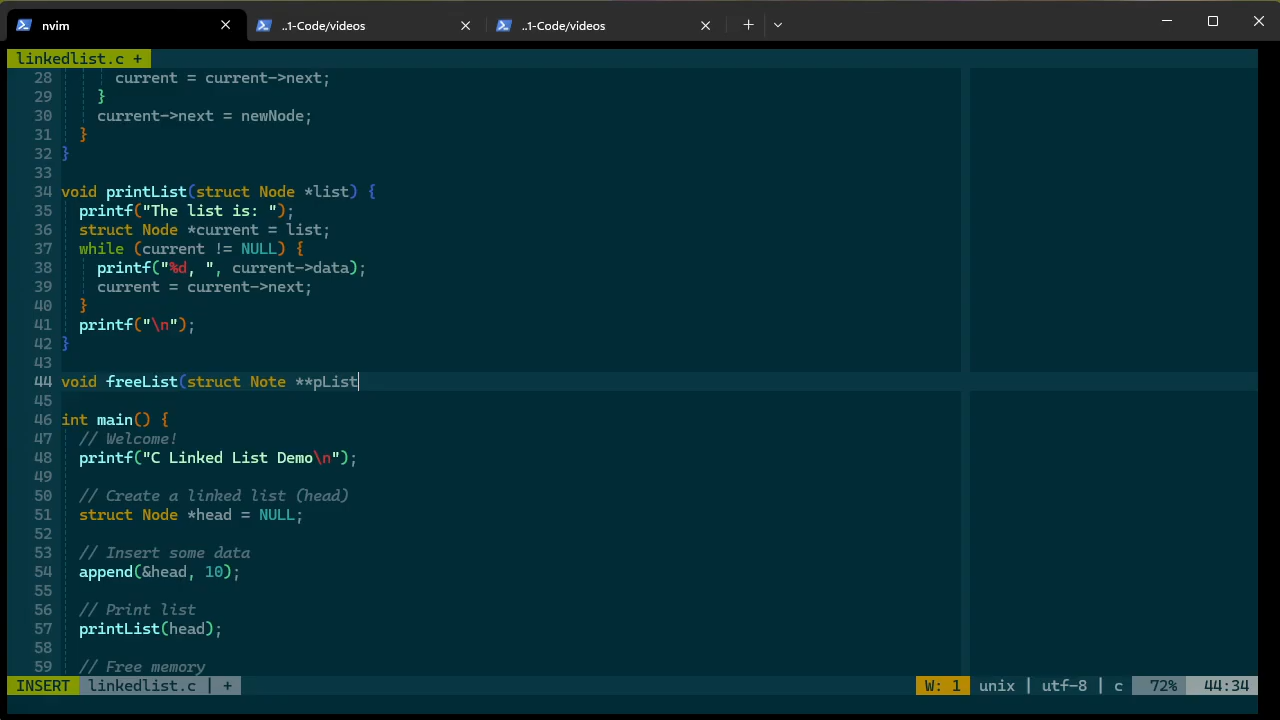 nvim
..1-Code/videos
..1-Code/videos
linkedlist.c +
28       current = current->next;
29     }
30     current->next = newNode;
31   }
32 }
33
34 void printList(struct Node *list) {
35   printf("The list is: ");
36   struct Node *current = list;
37   while (current != NULL) {
38     printf("%d, ", current->data);
39     current = current->next;
40   }
41   printf("\n");
42 }
43
44 void freeList(struct Note **pList
45
46 int main() {
47   // Welcome!
48   printf("C Linked List Demo\n");
49
50   // Create a linked list (head)
51   struct Node *head = NULL;
52
53   // Insert some data
54   append(&head, 10);
55
56   // Print list
57   printList(head);
58
59   // Free memory
INSERT linkedlist.c | + W: 1 unix | utf-8 | c 72% 44:34